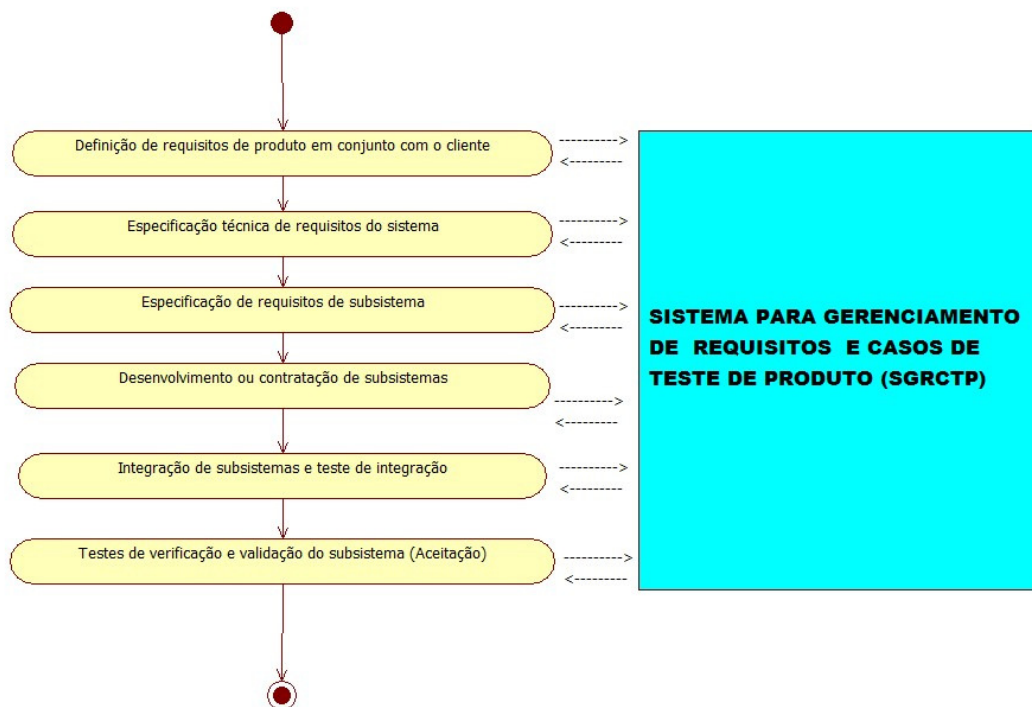 Definição de requisitos de produto em conjunto com o cliente
Especificação técnica de requisitos do sistema
Especificação de requisitos de subsistema
Desenvolvimento ou contratação de subsistemas
Integração de subsistemas e teste de integração
Testes de verificação e validação do subsistema (Aceitação)
SISTEMA PARA GERENCIAMENTO
DE REQUISITOS E CASOS DE
TESTE DE PRODUTO (SGRCTP)